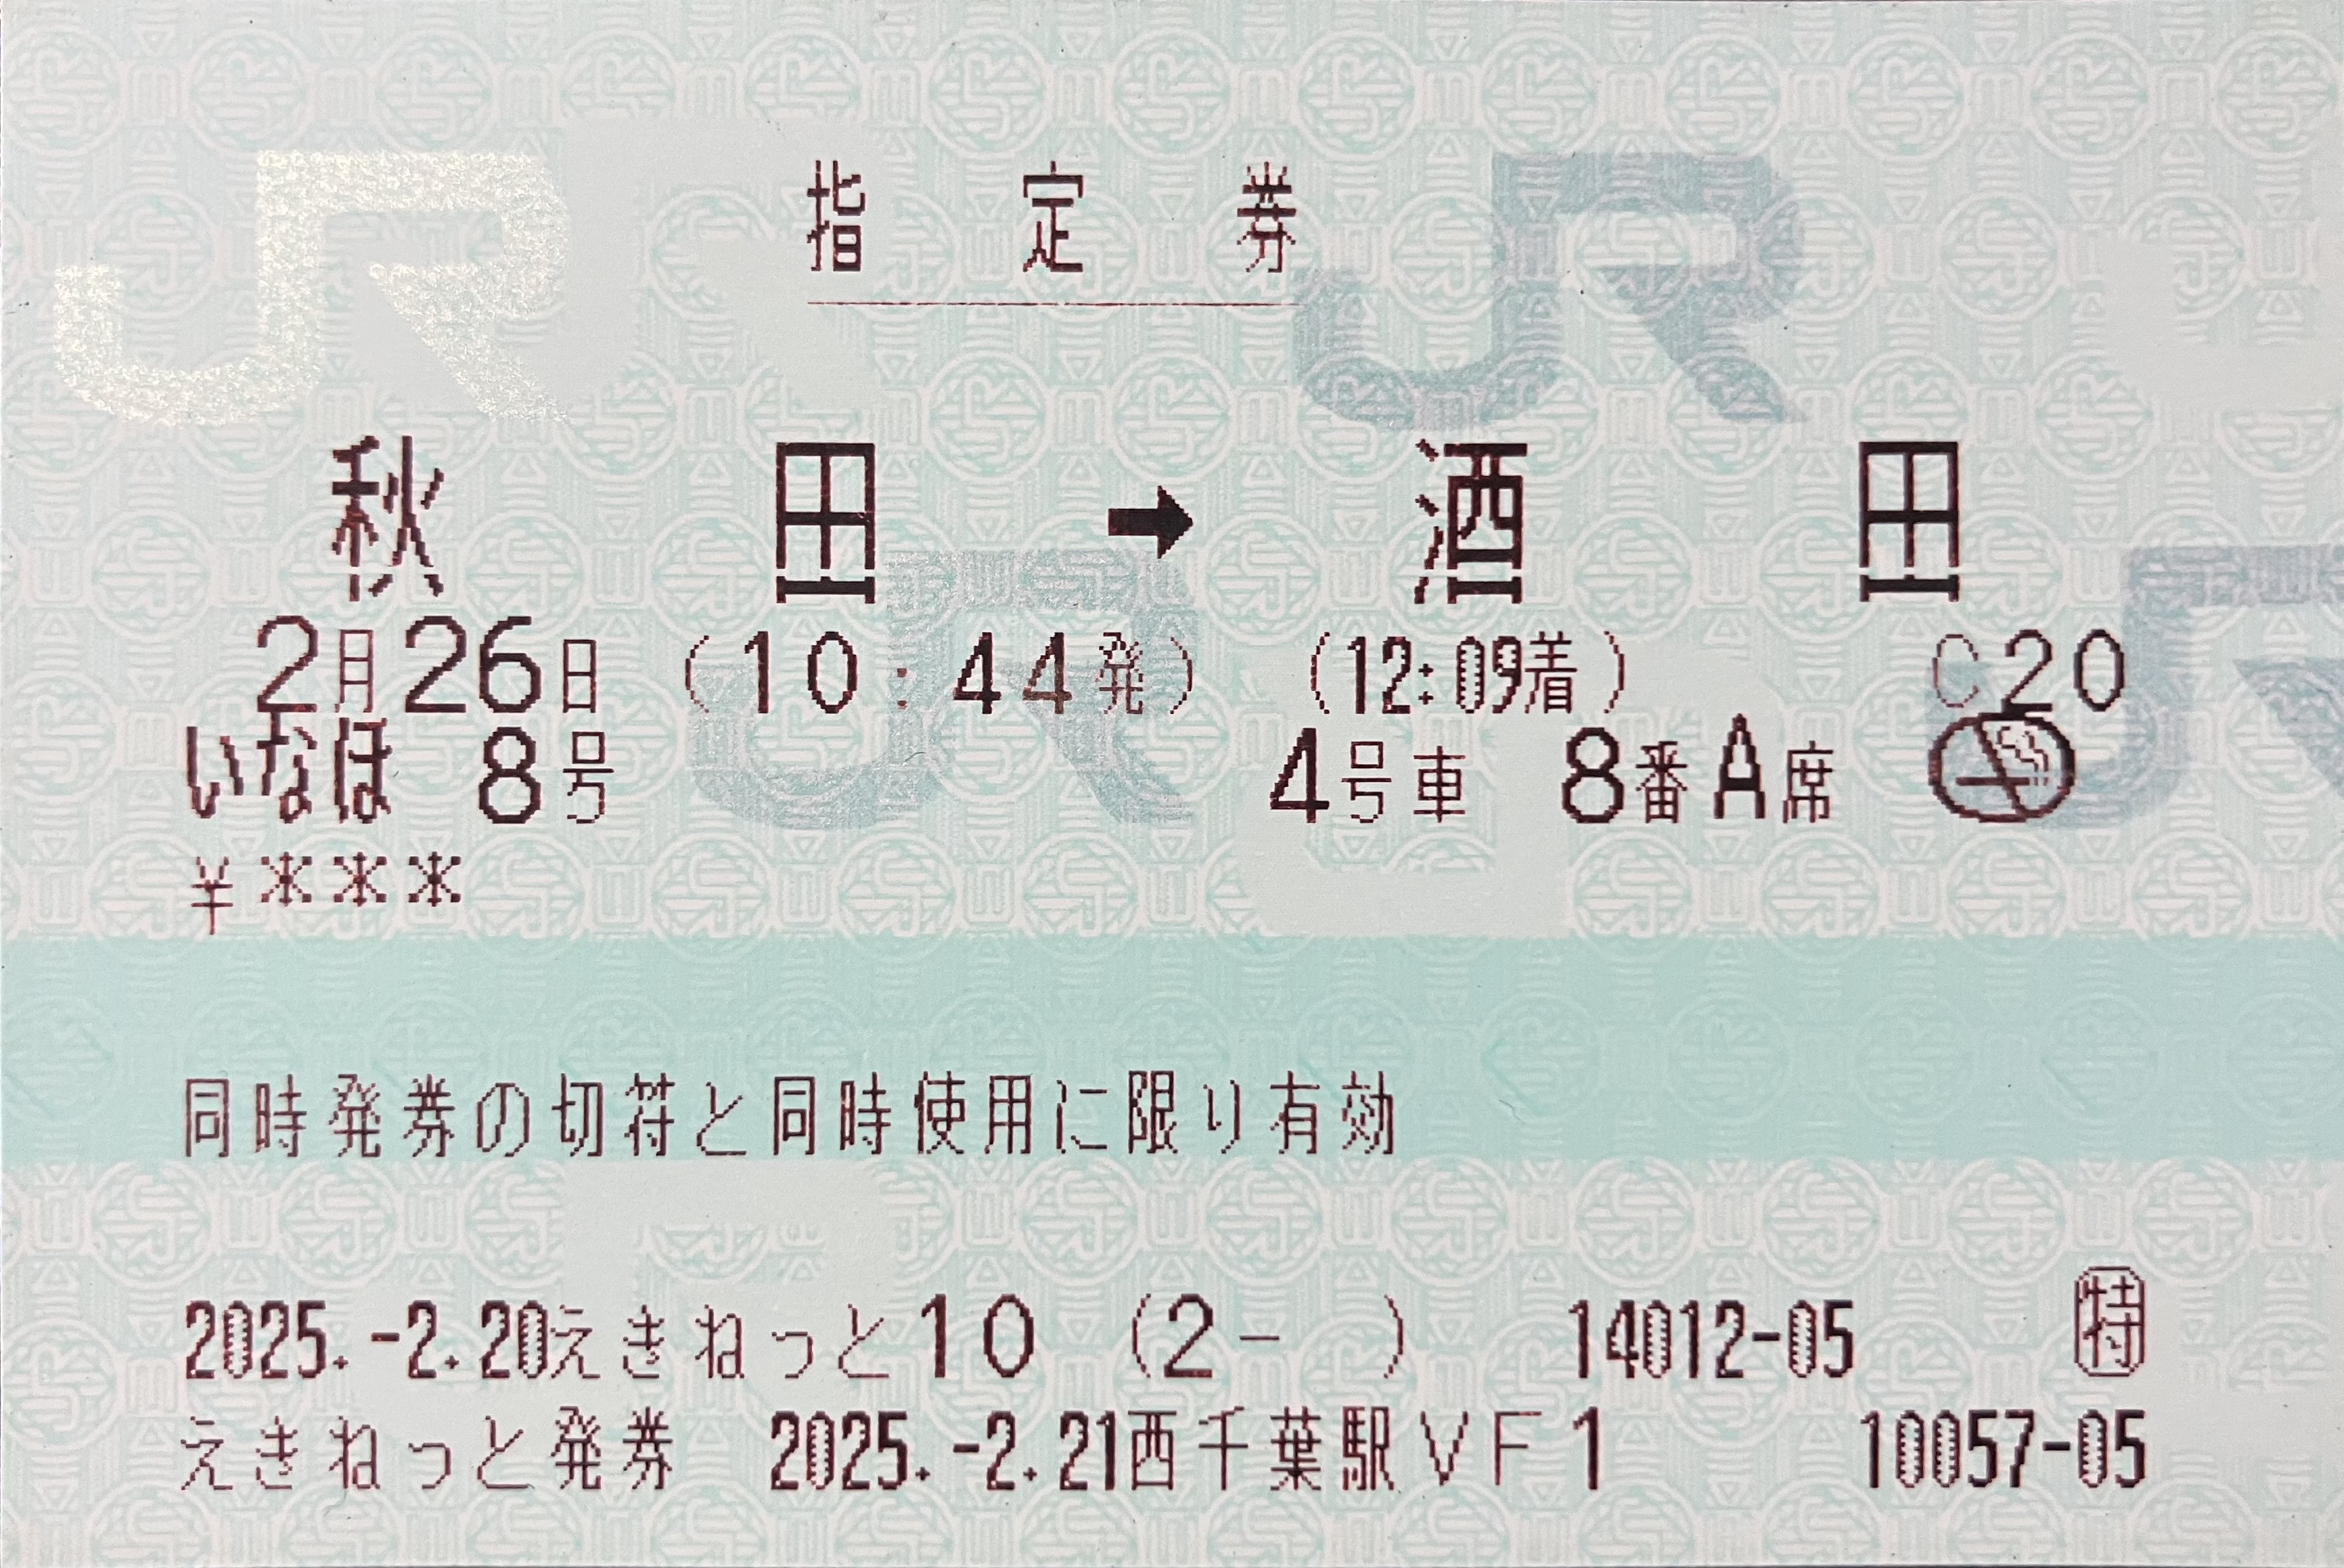 指定券
秋田➡酒田
2月26日 (10:44発) (12:09着) C20
いなほ 8号 4号車 8番A席
¥***
同時発券の切符と同時使用に限り有効
2025.-2.20えきねっと10 (2- ) 14012-05 特
えきねっと発券 2025.-2.21西千葉駅VF1 10057-05